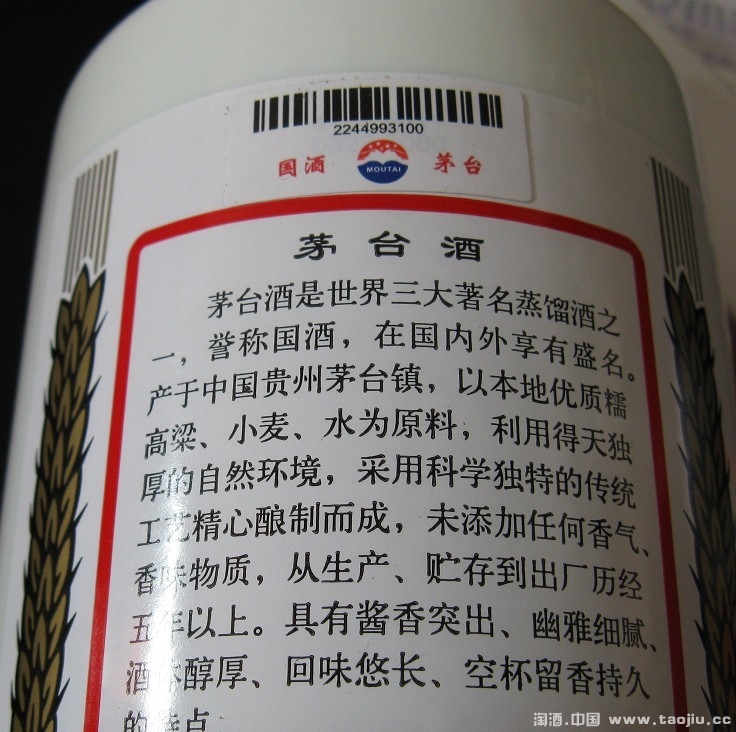 2244993100
国酒 MOUTAI 茅台
茅台酒
茅台酒是世界三大著名蒸馏酒之
一，誉称国酒，在国内外享有盛名。
产于中国贵州茅台镇，以本地优质糯
高粱、小麦、水为原料，利用得天独
厚的自然环境，采用科学独特的传统
工艺精心酿制而成，未添加任何香气、
香味物质，从生产、贮存到出厂历经
五年以上。具有酱香突出、幽雅细腻、
酒体醇厚、回味悠长、空杯留香持久
的特点
淘酒.中国 www.taojiu.cc